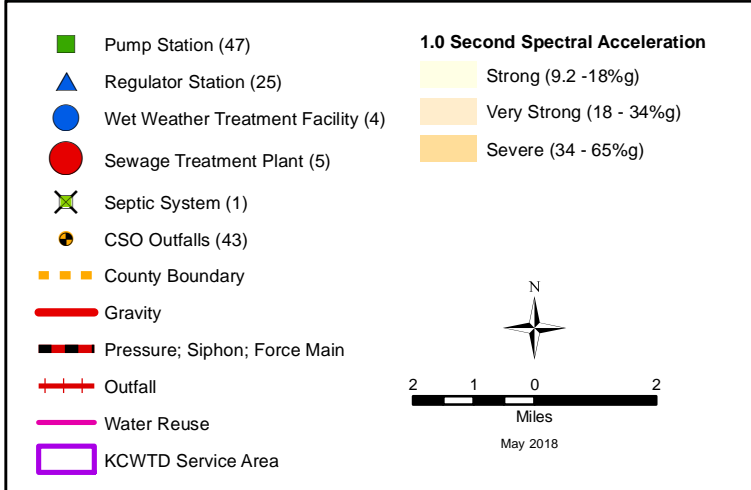 Pump Station (47)
Regulator Station (25)
Wet Weather Treatment Facility (4)
Sewage Treatment Plant (5)
Septic System (1)
CSO Outfalls (43)
County Boundary
Gravity
Pressure; Siphon; Force Main
Outfall
Water Reuse
KCWTD Service Area
1.0 Second Spectral Acceleration
Strong (9.2 -18%g)
Very Strong (18 - 34%g)
Severe (34 - 65%g)
N
2 1 0 2
Miles
May 2018